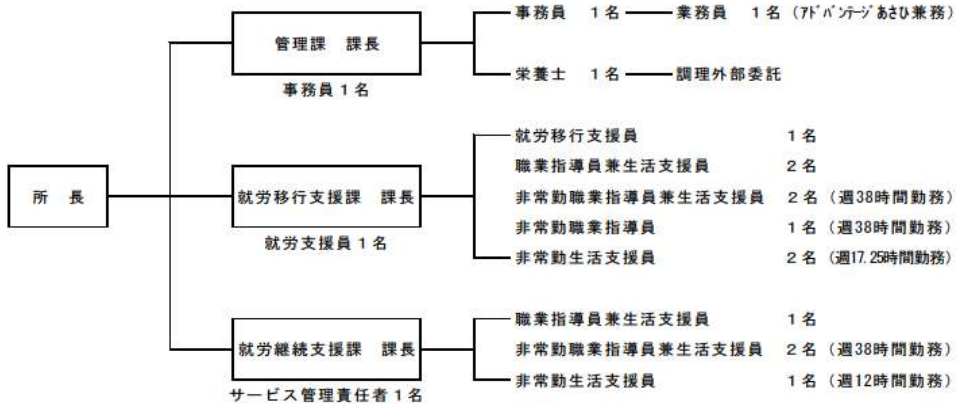 事務員 1名 業務員 1名 (アドバンテージあさひ兼務)
管理課 課長
事務員1名
栄養士 1名 調理外部委託
所 長
就労移行支援課 課長
就労支援員1名
就労移行支援員 1名
職業指導員兼生活支援員 2名
非常勤職業指導員兼生活支援員 2名 (週38時間勤務)
非常勤職業指導員 1名 (週38時間勤務)
非常勤生活支援員 2名 (週17.25時間勤務)
就労継続支援課 課長
サービス管理責任者1名
職業指導員兼生活支援員 1名
非常勤職業指導員兼生活支援員 2名 (週38時間勤務)
非常勤生活支援員 1名 (週12時間勤務)